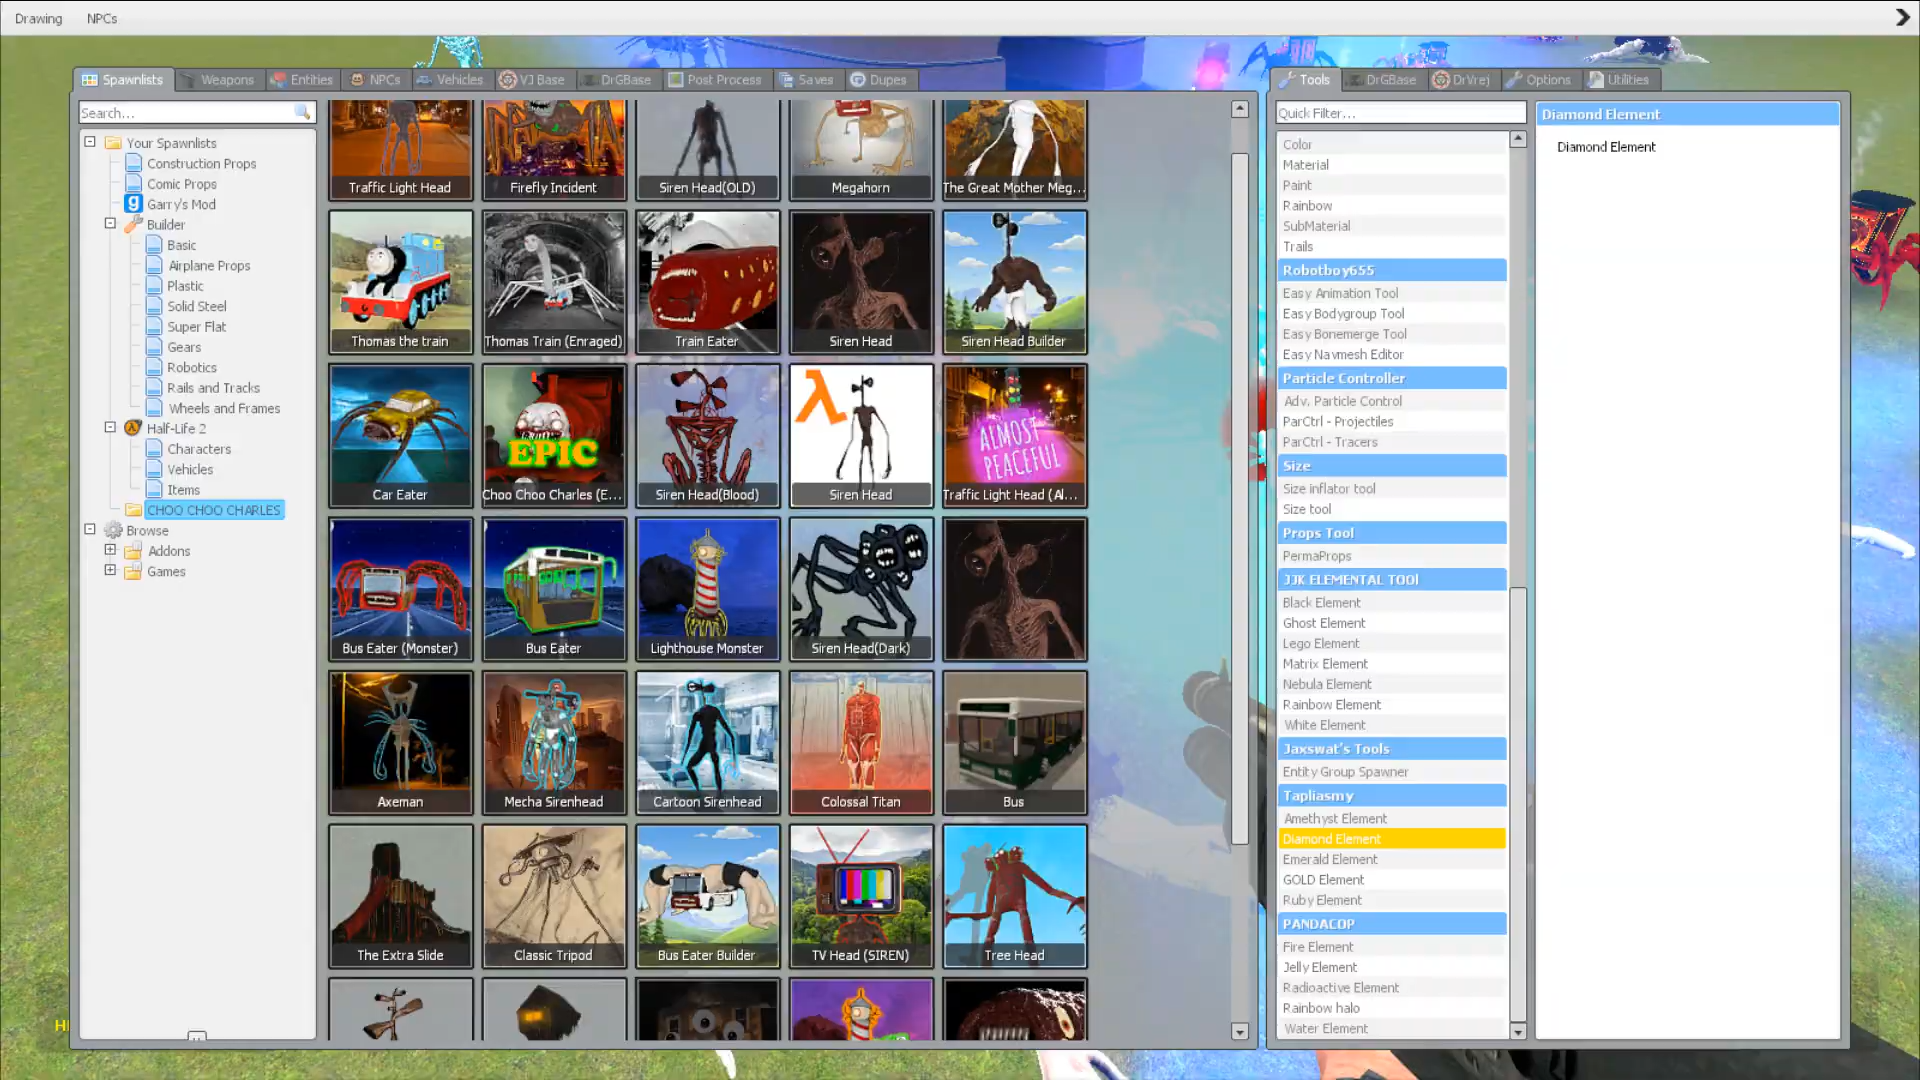 Drawing NPCs
Spawnlists Weapons Entities NPCs Vehicles VJ Base DrGBase Post Process Saves Dupes
Search...
Your Spawnlists
Construction Props
Comic Props
Garry's Mod
Builder
Basic
Airplane Props
Plastic
Solid Steel
Super Flat
Gears
Robotics
Rails and Tracks
Wheels and Frames
Half-Life 2
Characters
Vehicles
Items
CHOO CHOO CHARLES
Browse
Addons
Games
Traffic Light Head
Firefly Incident
Siren Head(OLD)
Megahorn
The Great Mother Meg...
Thomas the train
Thomas Train (Enraged)
Train Eater
Siren Head
Siren Head Builder
Car Eater
EPIC
Choo Choo Charles (E...
Siren Head(Blood)
λ
Siren Head
ALMOST
PEACEFUL
Traffic Light Head (Al...
Bus Eater (Monster)
Bus Eater
Lighthouse Monster
Siren Head(Dark)
Axeman
Mecha Sirenhead
Cartoon Sirenhead
Colossal Titan
Bus
The Extra Slide
Classic Tripod
Bus Eater Builder
TV Head (SIREN)
Tree Head
Tools DrGBase DrVrej Options Utilities
Quick Filter...
Color
Material
Paint
Rainbow
SubMaterial
Trails
Robotboy655
Easy Animation Tool
Easy Bodygroup Tool
Easy Bonemerge Tool
Easy Navmesh Editor
Particle Controller
Adv. Particle Control
ParCtrl - Projectiles
ParCtrl - Tracers
Size
Size inflator tool
Size tool
Props Tool
PermaProps
JJK ELEMENTAL TOOl
Black Element
Ghost Element
Lego Element
Matrix Element
Nebula Element
Rainbow Element
White Element
Jaxswat's Tools
Entity Group Spawner
Tapliasmy
Amethyst Element
Diamond Element
Emerald Element
GOLD Element
Ruby Element
PANDACOP
Fire Element
Jelly Element
Radioactive Element
Rainbow halo
Water Element
Diamond Element
Diamond Element